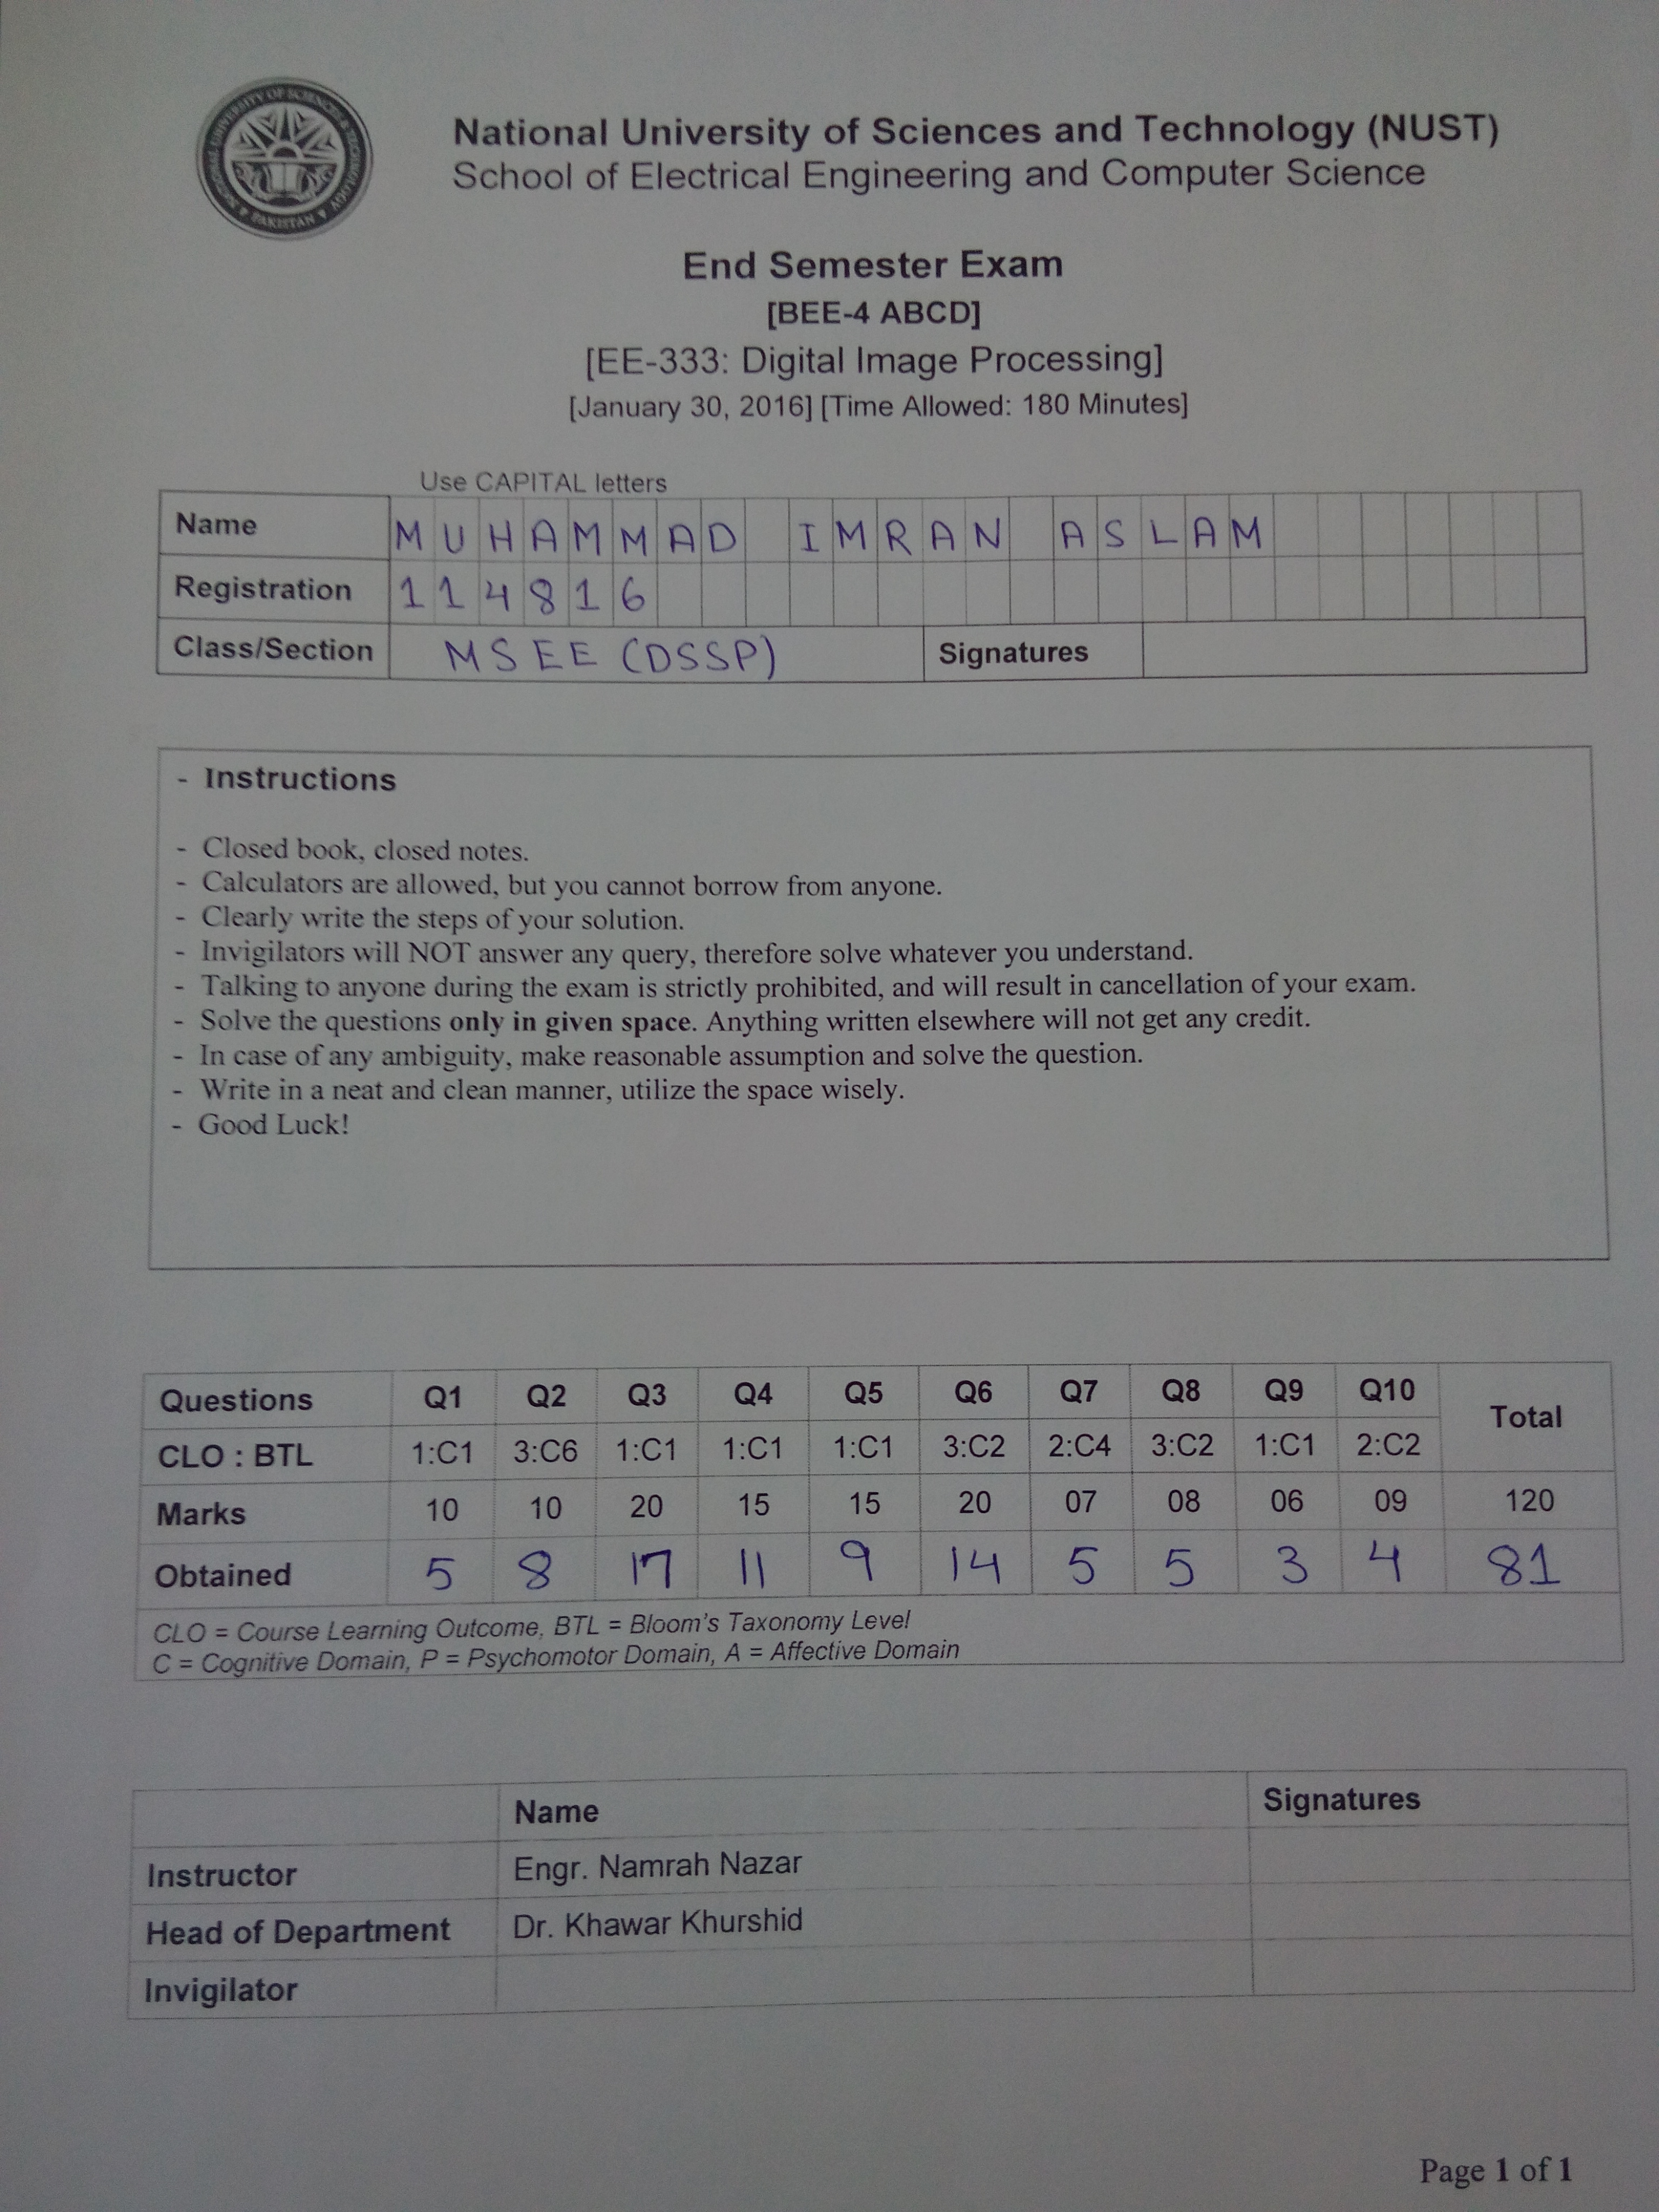 National University of Sciences and Technology (NUST)
School of Electrical Engineering and Computer Science
End Semester Exam
[BEE-4 ABCD]
[EE-333: Digital Image Processing]
[January 30, 2016] [Time Allowed: 180 Minutes]
Use CAPITAL letters
Name MUHAMMAD IMRAN ASLAM
Registration 114816
Class/Section MSEE (DSSP) Signatures
- Instructions
- Closed book, closed notes.
- Calculators are allowed, but you cannot borrow from anyone.
- Clearly write the steps of your solution.
- Invigilators will NOT answer any query, therefore solve whatever you understand.
- Talking to anyone during the exam is strictly prohibited, and will result in cancellation of your exam.
- Solve the questions only in given space. Anything written elsewhere will not get any credit.
- In case of any ambiguity, make reasonable assumption and solve the question.
- Write in a neat and clean manner, utilize the space wisely.
- Good Luck!
Questions Q1 Q2 Q3 Q4 Q5 Q6 Q7 Q8 Q9 Q10 Total
CLO : BTL 1:C1 3:C6 1:C1 1:C1 1:C1 3:C2 2:C4 3:C2 1:C1 2:C2
Marks 10 10 20 15 15 20 07 08 06 09 120
Obtained 5 8 17 11 9 14 5 5 3 4 81
CLO = Course Learning Outcome, BTL = Bloom's Taxonomy Level
C = Cognitive Domain, P = Psychomotor Domain, A = Affective Domain
Name Signatures
Instructor Engr. Namrah Nazar
Head of Department Dr. Khawar Khurshid
Invigilator
Page 1 of 1